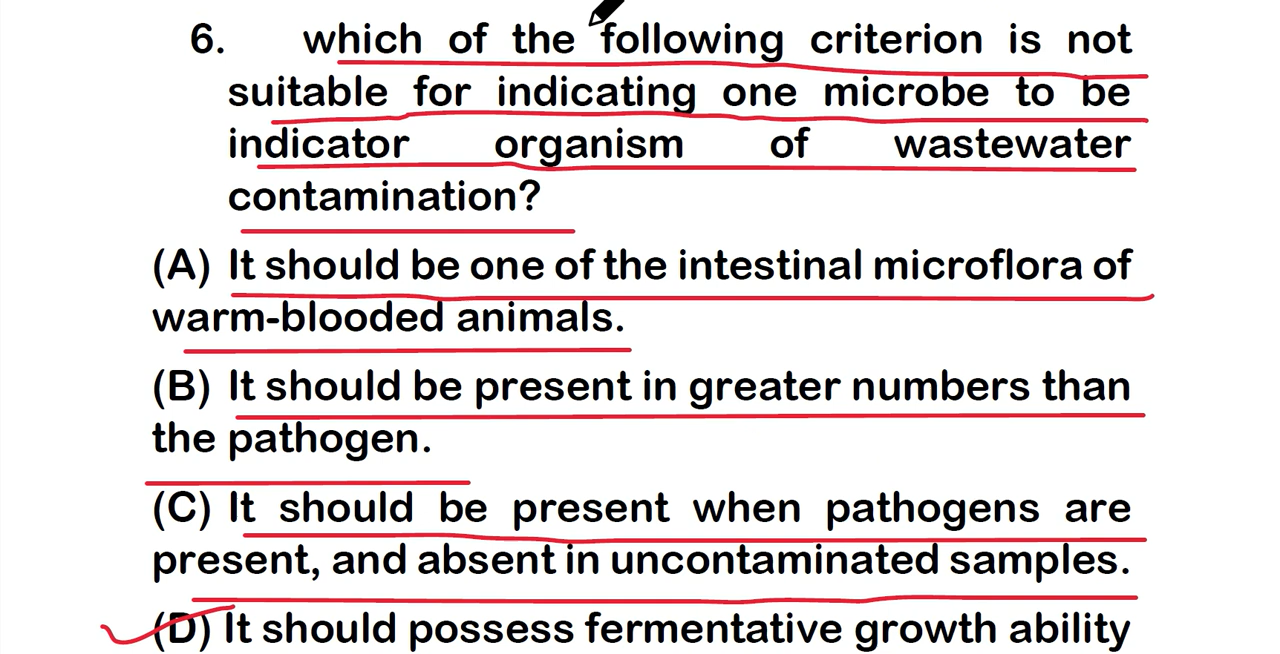 6. which of the following criterion is not
suitable for indicating one microbe to be
indicator organism of wastewater
contamination?
(A) It should be one of the intestinal microflora of
warm-blooded animals.
(B) It should be present in greater numbers than
the pathogen.
(C) It should be present when pathogens are
present, and absent in uncontaminated samples.
(D) It should possess fermentative growth ability